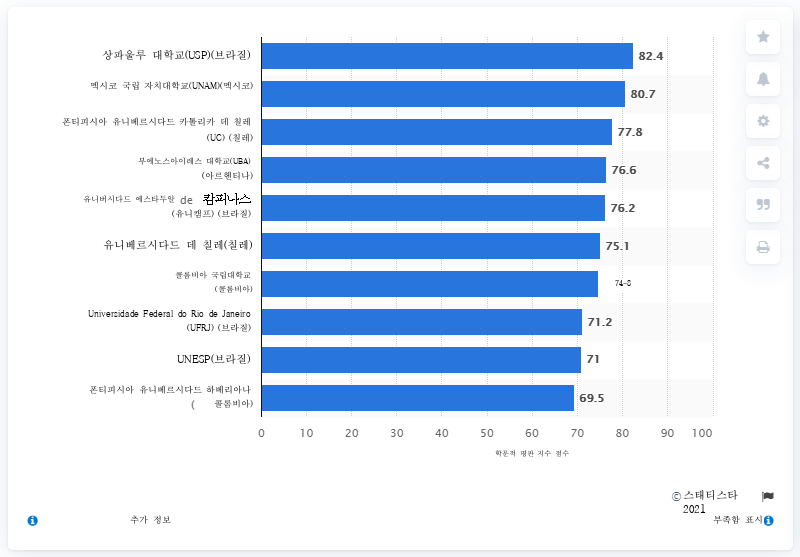 상파울루 대학교(USP)(브라질)
82.4
멕시코 국립 자치대학교(UNAM)(멕시코)
80.7
폰티피시아 유니베르시다드 카톨리카 데 칠레
(UC) (칠레)
77.8
부에노스아이레스 대학교(UBA)
(아르헨티나)
76.6
유니버시다드 에스타두알 de 캄피나스
(유니캠프) (브라질)
76.2
유니베르시다드 데 칠레(칠레)
75.1
콜롬비아 국립대학교
(콜롬비아)
74-8
Universidade Federal do Rio de Janeiro
(UFRJ) (브라질)
71.2
UNESP(브라질)
71
폰티피시아 유니베르시다드 하베리아나
( 콜롬비아)
69.5
0 10 20 30 40 50 60 70 80 90 100
학문적 평판 지수 점수
© 스태티스타
2021
추가 정보
부족함 표시